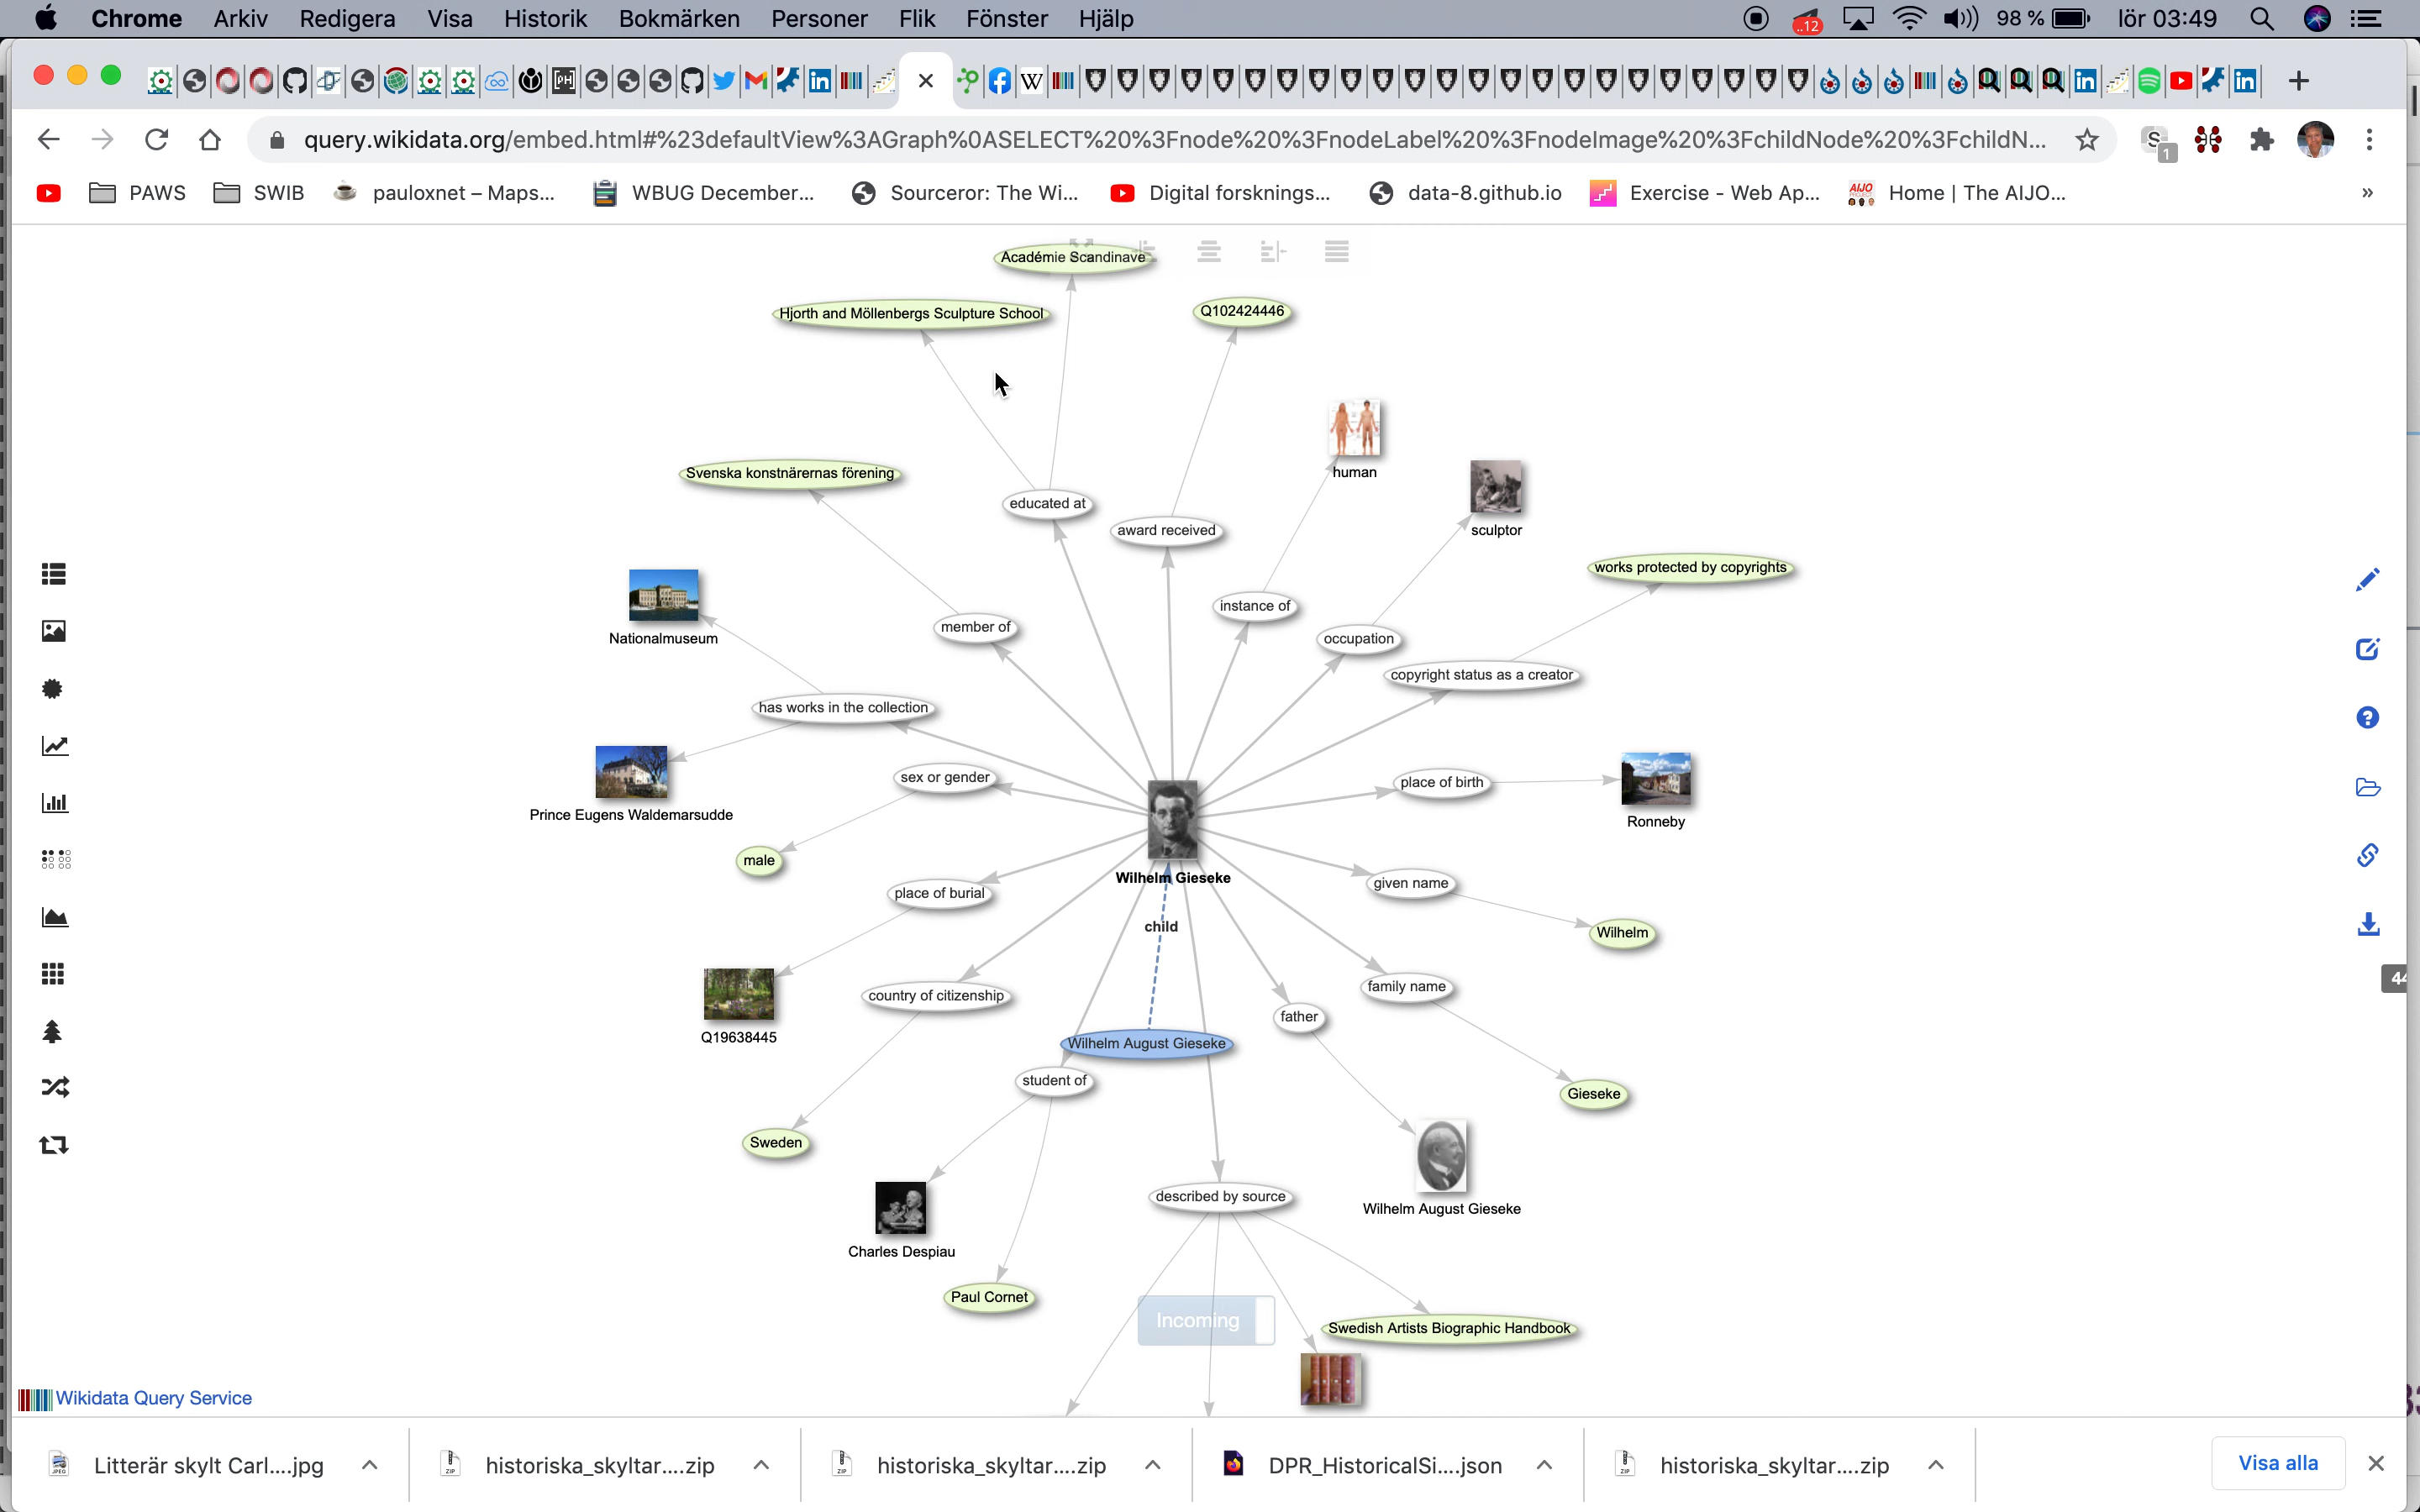 Chrome Arkiv Redigera Visa Historik Bokmärken Personer Flik Fönster Hjälp ..12 98 % lör 03:49
query.wikidata.org/embed.html#%23defaultView%3AGraph%0ASELECT%20%3Fnode%20%3FnodeLabel%20%3FnodeImage%20%3FchildNode%20%3FchildN... S 1
PAWS SWIB pauloxnet – Maps... WBUG December... Sourceror: The Wi... Digital forsknings... data-8.github.io Exercise - Web Ap... AIJO Home | The AIJO... »
Académie Scandinave
Hjorth and Möllenbergs Sculpture School
Q102424446
human
Svenska konstnärernas förening
educated at
award received
sculptor
works protected by copyrights
instance of
member of
occupation
Nationalmuseum
copyright status as a creator
has works in the collection
sex or gender
place of birth
Prince Eugens Waldemarsudde
Ronneby
male
Wilhelm Gieseke
given name
place of burial
child
Wilhelm
44
family name
country of citizenship
father
Q19638445
Wilhelm August Gieseke
student of
Gieseke
Sweden
described by source
Wilhelm August Gieseke
Charles Despiau
Paul Cornet
Incoming
Swedish Artists Biographic Handbook
Wikidata Query Service
Litterär skylt Carl....jpg historiska_skyltar....zip historiska_skyltar....zip DPR_HistoricalSi....json historiska_skyltar....zip Visa alla